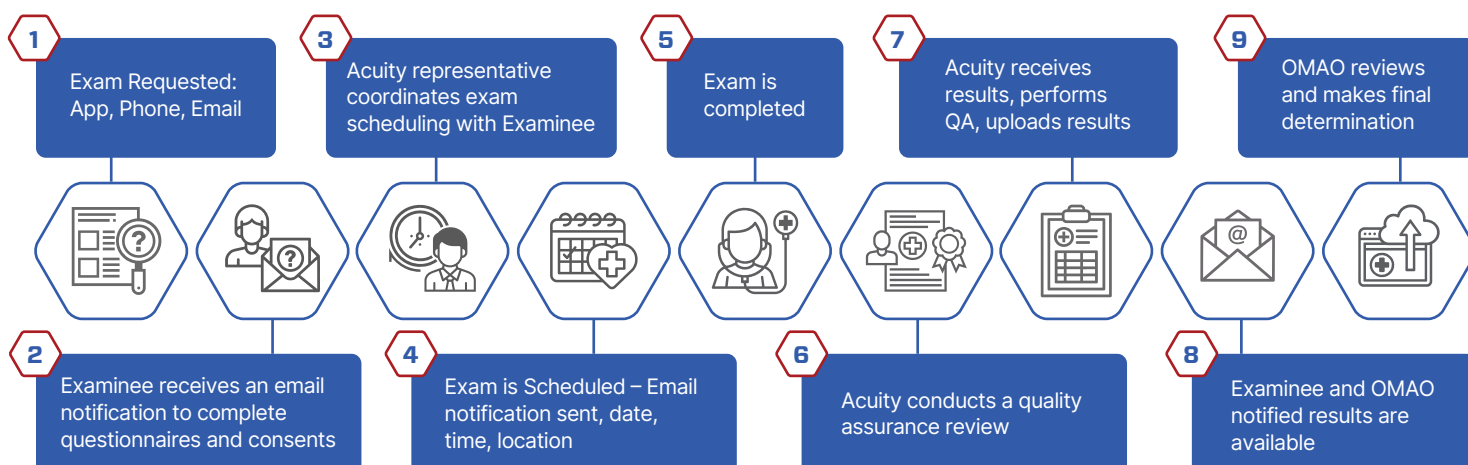 1
Exam Requested:
App, Phone, Email
2
Examinee receives an email
notification to complete
questionnaires and consents
3
Acuity representative
coordinates exam
scheduling with Examinee
4
Exam is Scheduled – Email
notification sent, date,
time, location
5
Exam is
completed
6
Acuity conducts a quality
assurance review
7
Acuity receives
results, performs
QA, uploads results
8
Examinee and OMAO
notified results are
available
9
OMAO reviews
and makes final
determination
?
?
@